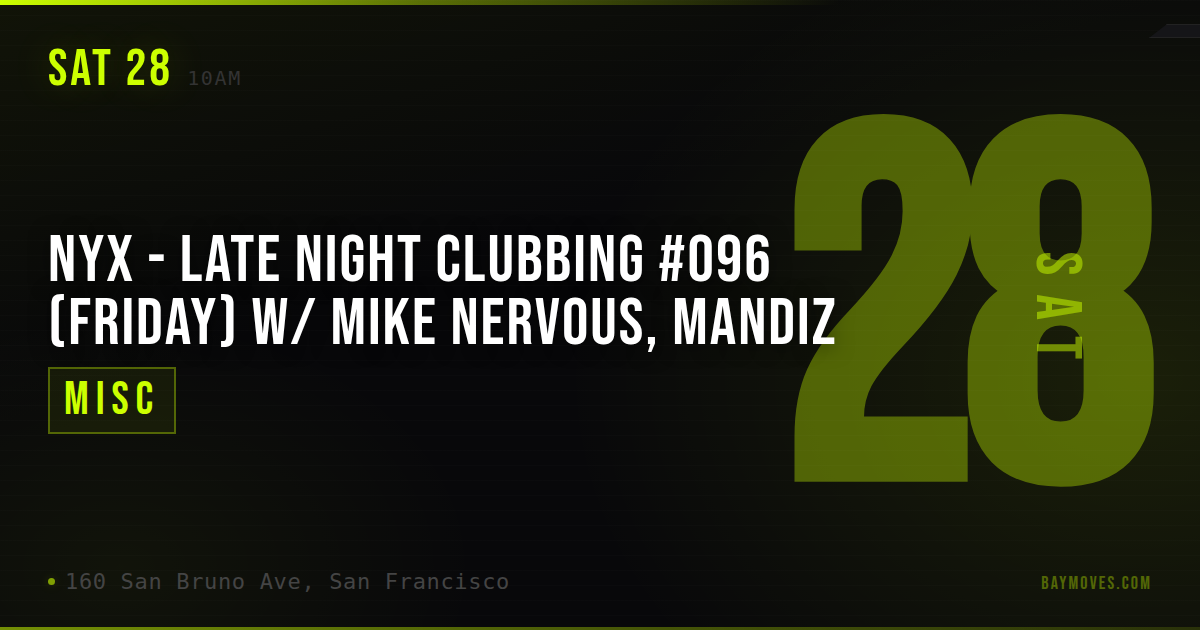 SAT 28 10AM
NYX - LATE NIGHT CLUBBING #096
(FRIDAY) W/ MIKE NERVOUS, MANDIZ
MISC
28
SAT
160 San Bruno Ave, San Francisco
BAYMOVES.COM